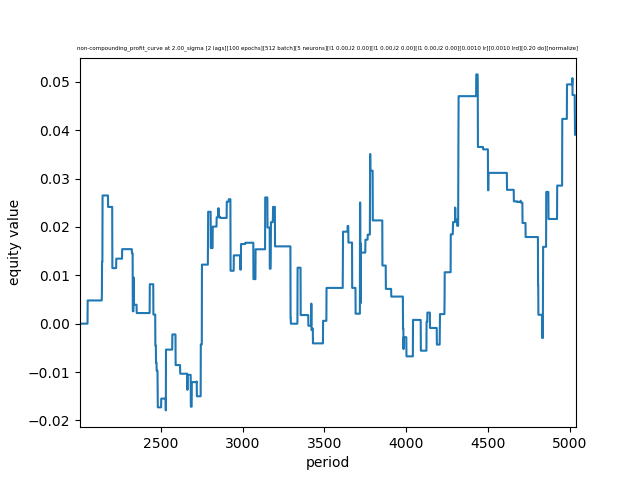 non-compounding_profit_curve at 2.00_sigma [2 lags][100 epochs][512 batch][5 neurons][l1 0.00,l2 0.00][l1 0.00,l2 0.00][l1 0.00,l2 0.00][0.0010 lr][0.0010 lrd][0.20 do][normalize]
equity value
0.05
0.04
0.03
0.02
0.01
0.00
−0.01
−0.02
2500 3000 3500 4000 4500 5000
period